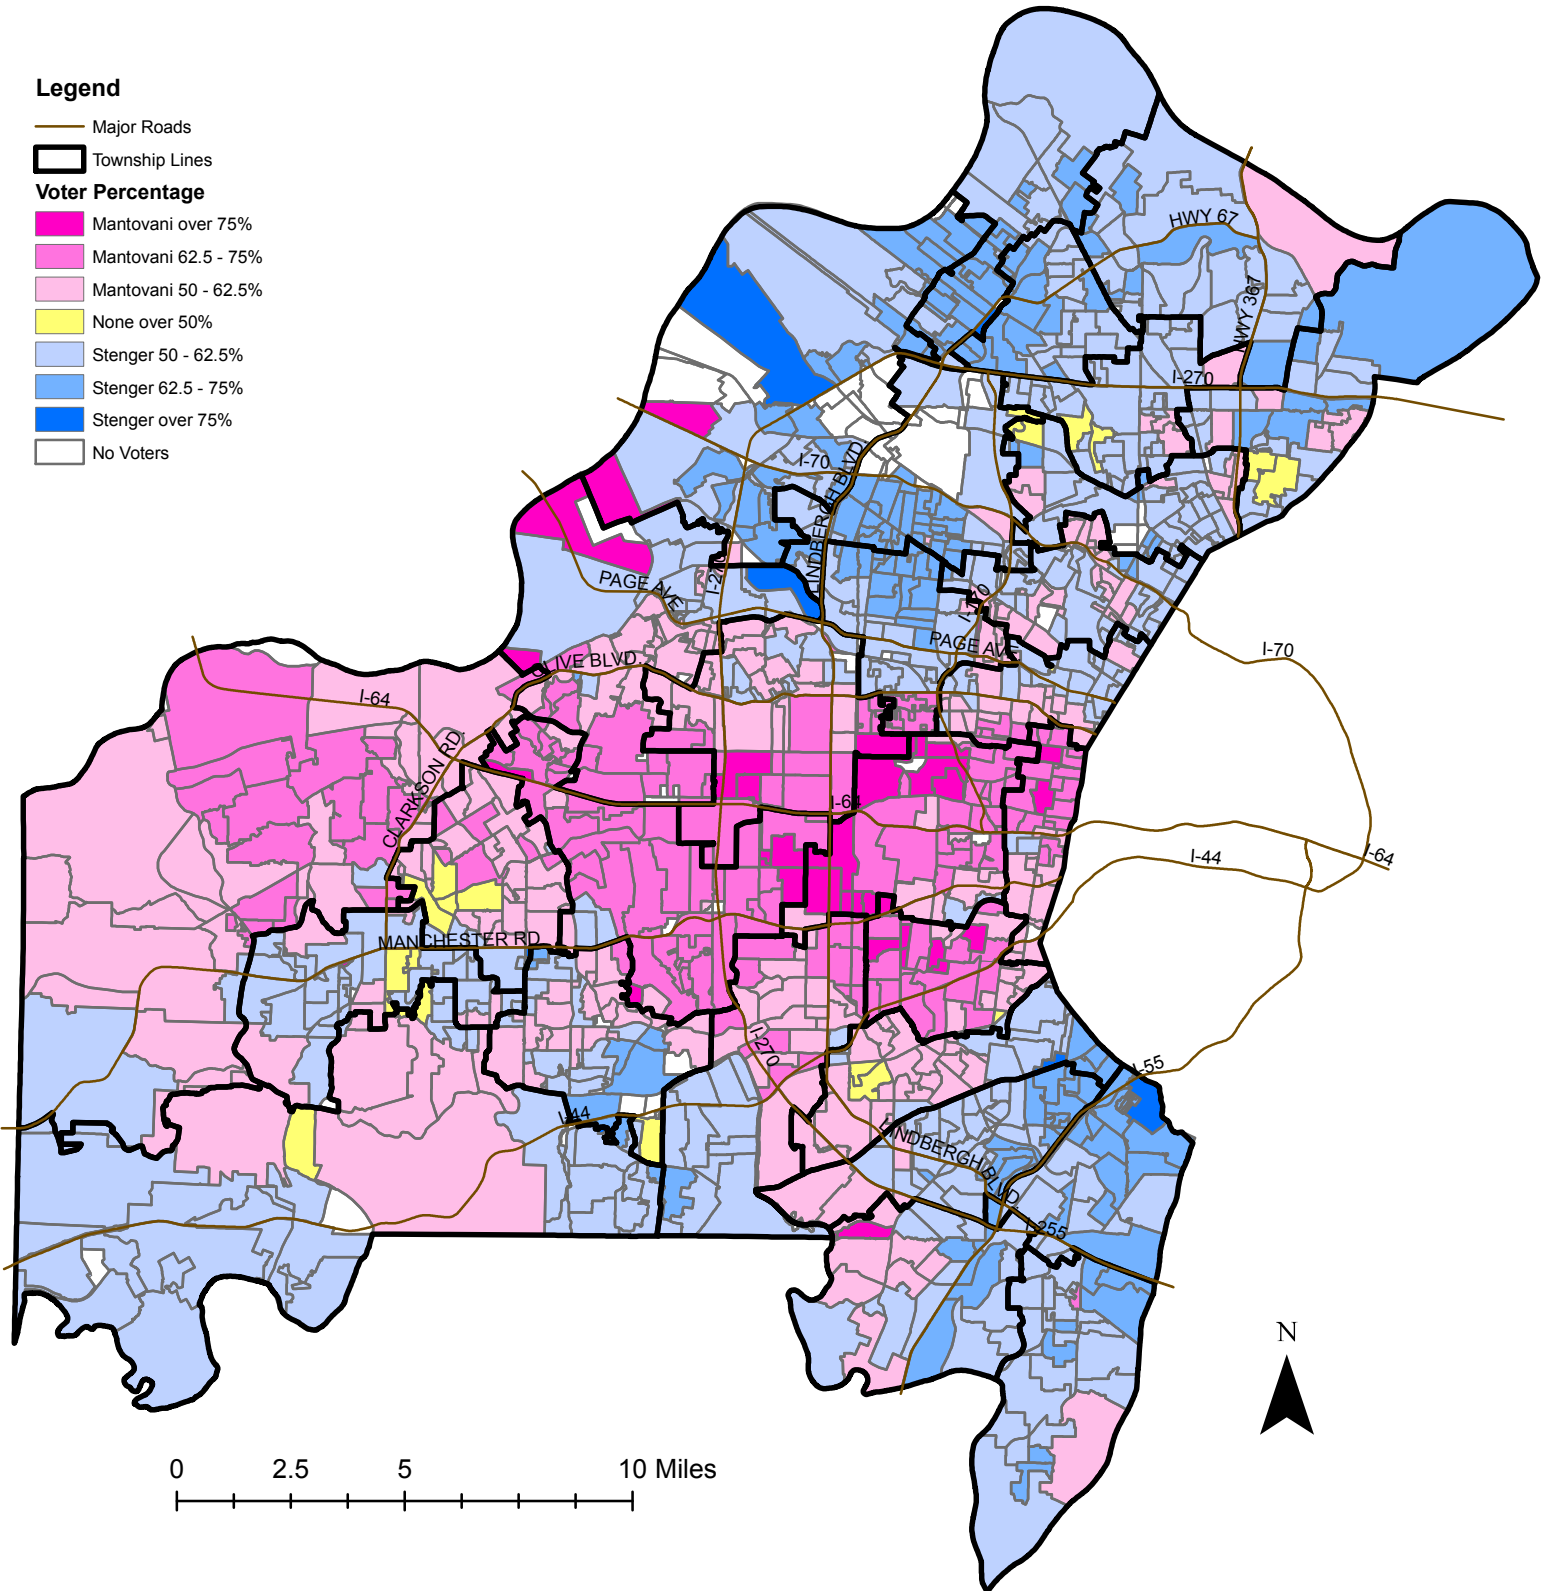 Legend
Major Roads
Township Lines
Voter Percentage
Mantovani over 75%
Mantovani 62.5 - 75%
Mantovani 50 - 62.5%
None over 50%
Stenger 50 - 62.5%
Stenger 62.5 - 75%
Stenger over 75%
No Voters
HWY 67
HWY 367
I-270
I-70
LINDBERGH BLVD.
I-270
PAGE AVE.
I-170
PAGE AVE.
OLIVE BLVD.
I-70
I-64
CLARKSON RD.
I-64
I-44
I-64
MANCHESTER RD.
I-270
I-55
I-44
LINDBERGH BLVD.
I-255
N
0 2.5 5 10 Miles